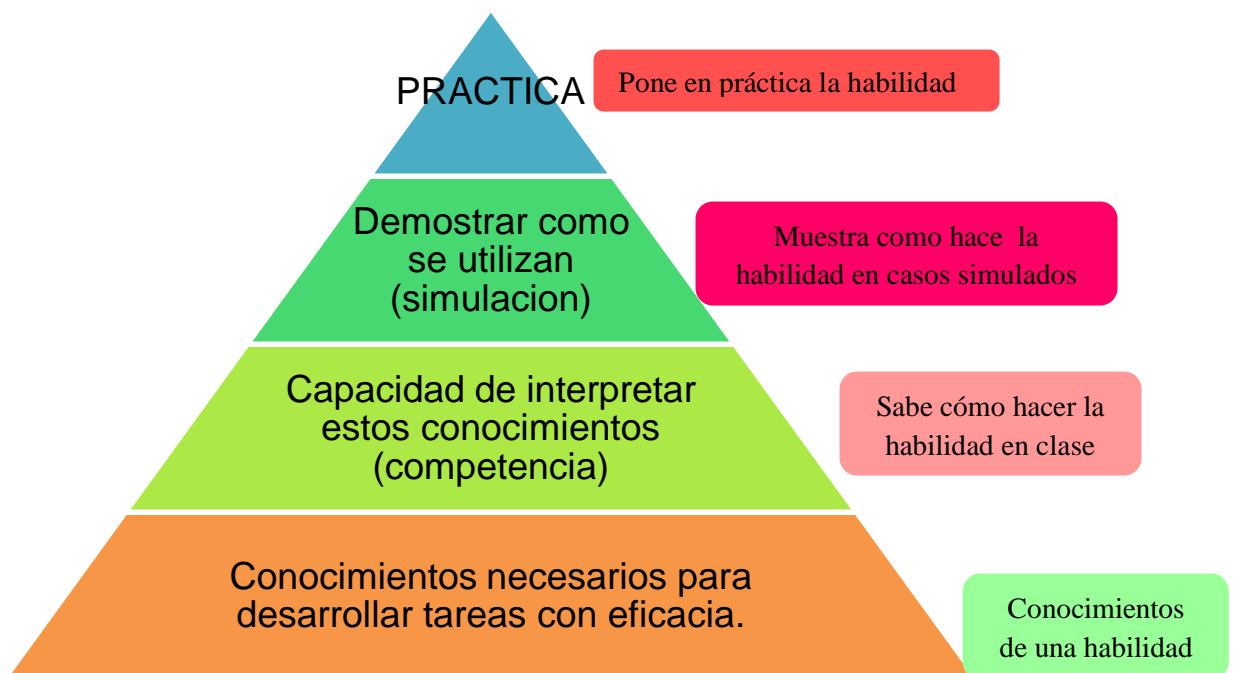 PRACTICA
Pone en práctica la habilidad
Demostrar como
se utilizan
(simulacion)
Muestra como hace  la
habilidad en casos simulados
Capacidad de interpretar
estos conocimientos
(competencia)
Sabe cómo hacer la
habilidad en clase
Conocimientos necesarios para
desarrollar tareas con eficacia.
Conocimientos
de una habilidad